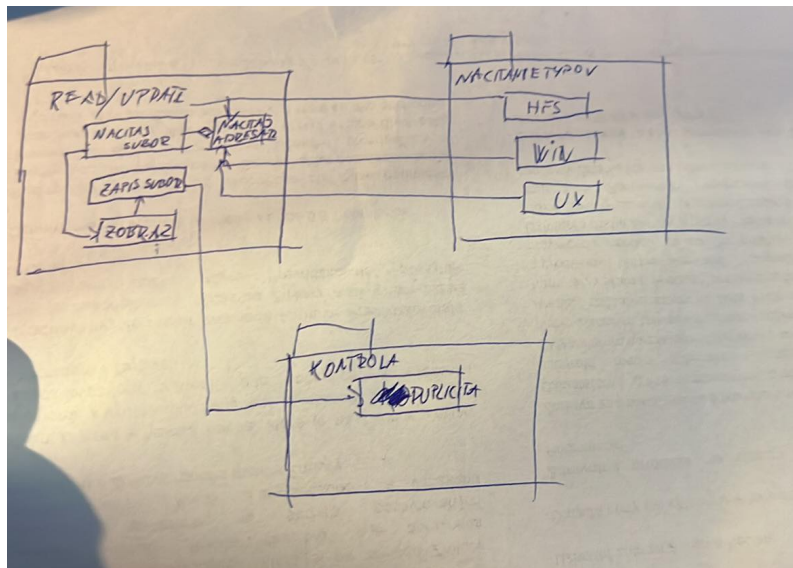 READ/UPDATE
NACITAJ
SUBOR
NACITAJ
ADRESAR
ZAPIS SUBOR
ZOBRAZ
NACITANIE TYPOV
HFS
WIN
UX
KONTROLA
DUPLICITA